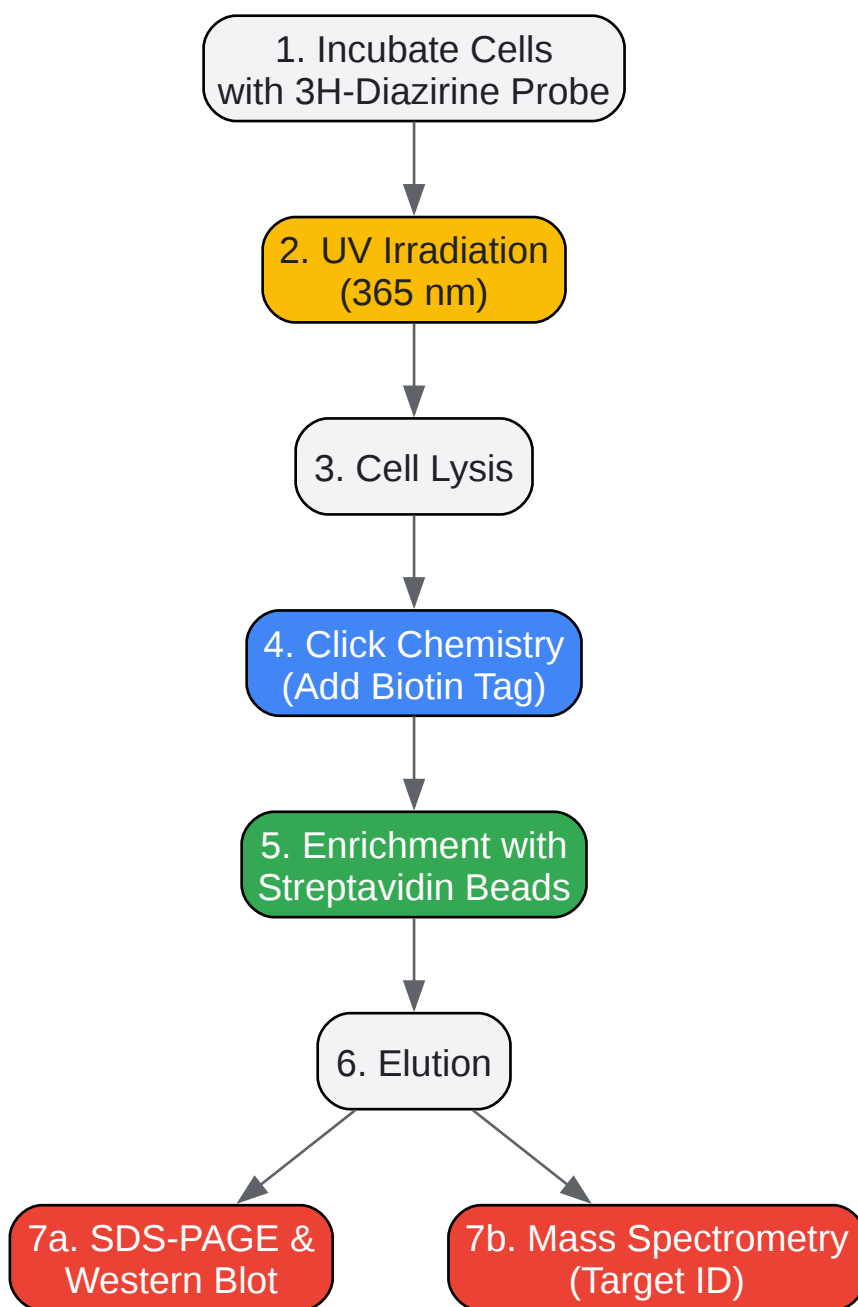 1. Incubate Cells
with 3H-Diazirine Probe
2. UV Irradiation
(365 nm)
3. Cell Lysis
4. Click Chemistry
(Add Biotin Tag)
5. Enrichment with
Streptavidin Beads
6. Elution
7a. SDS-PAGE &
Western Blot
7b. Mass Spectrometry
(Target ID)